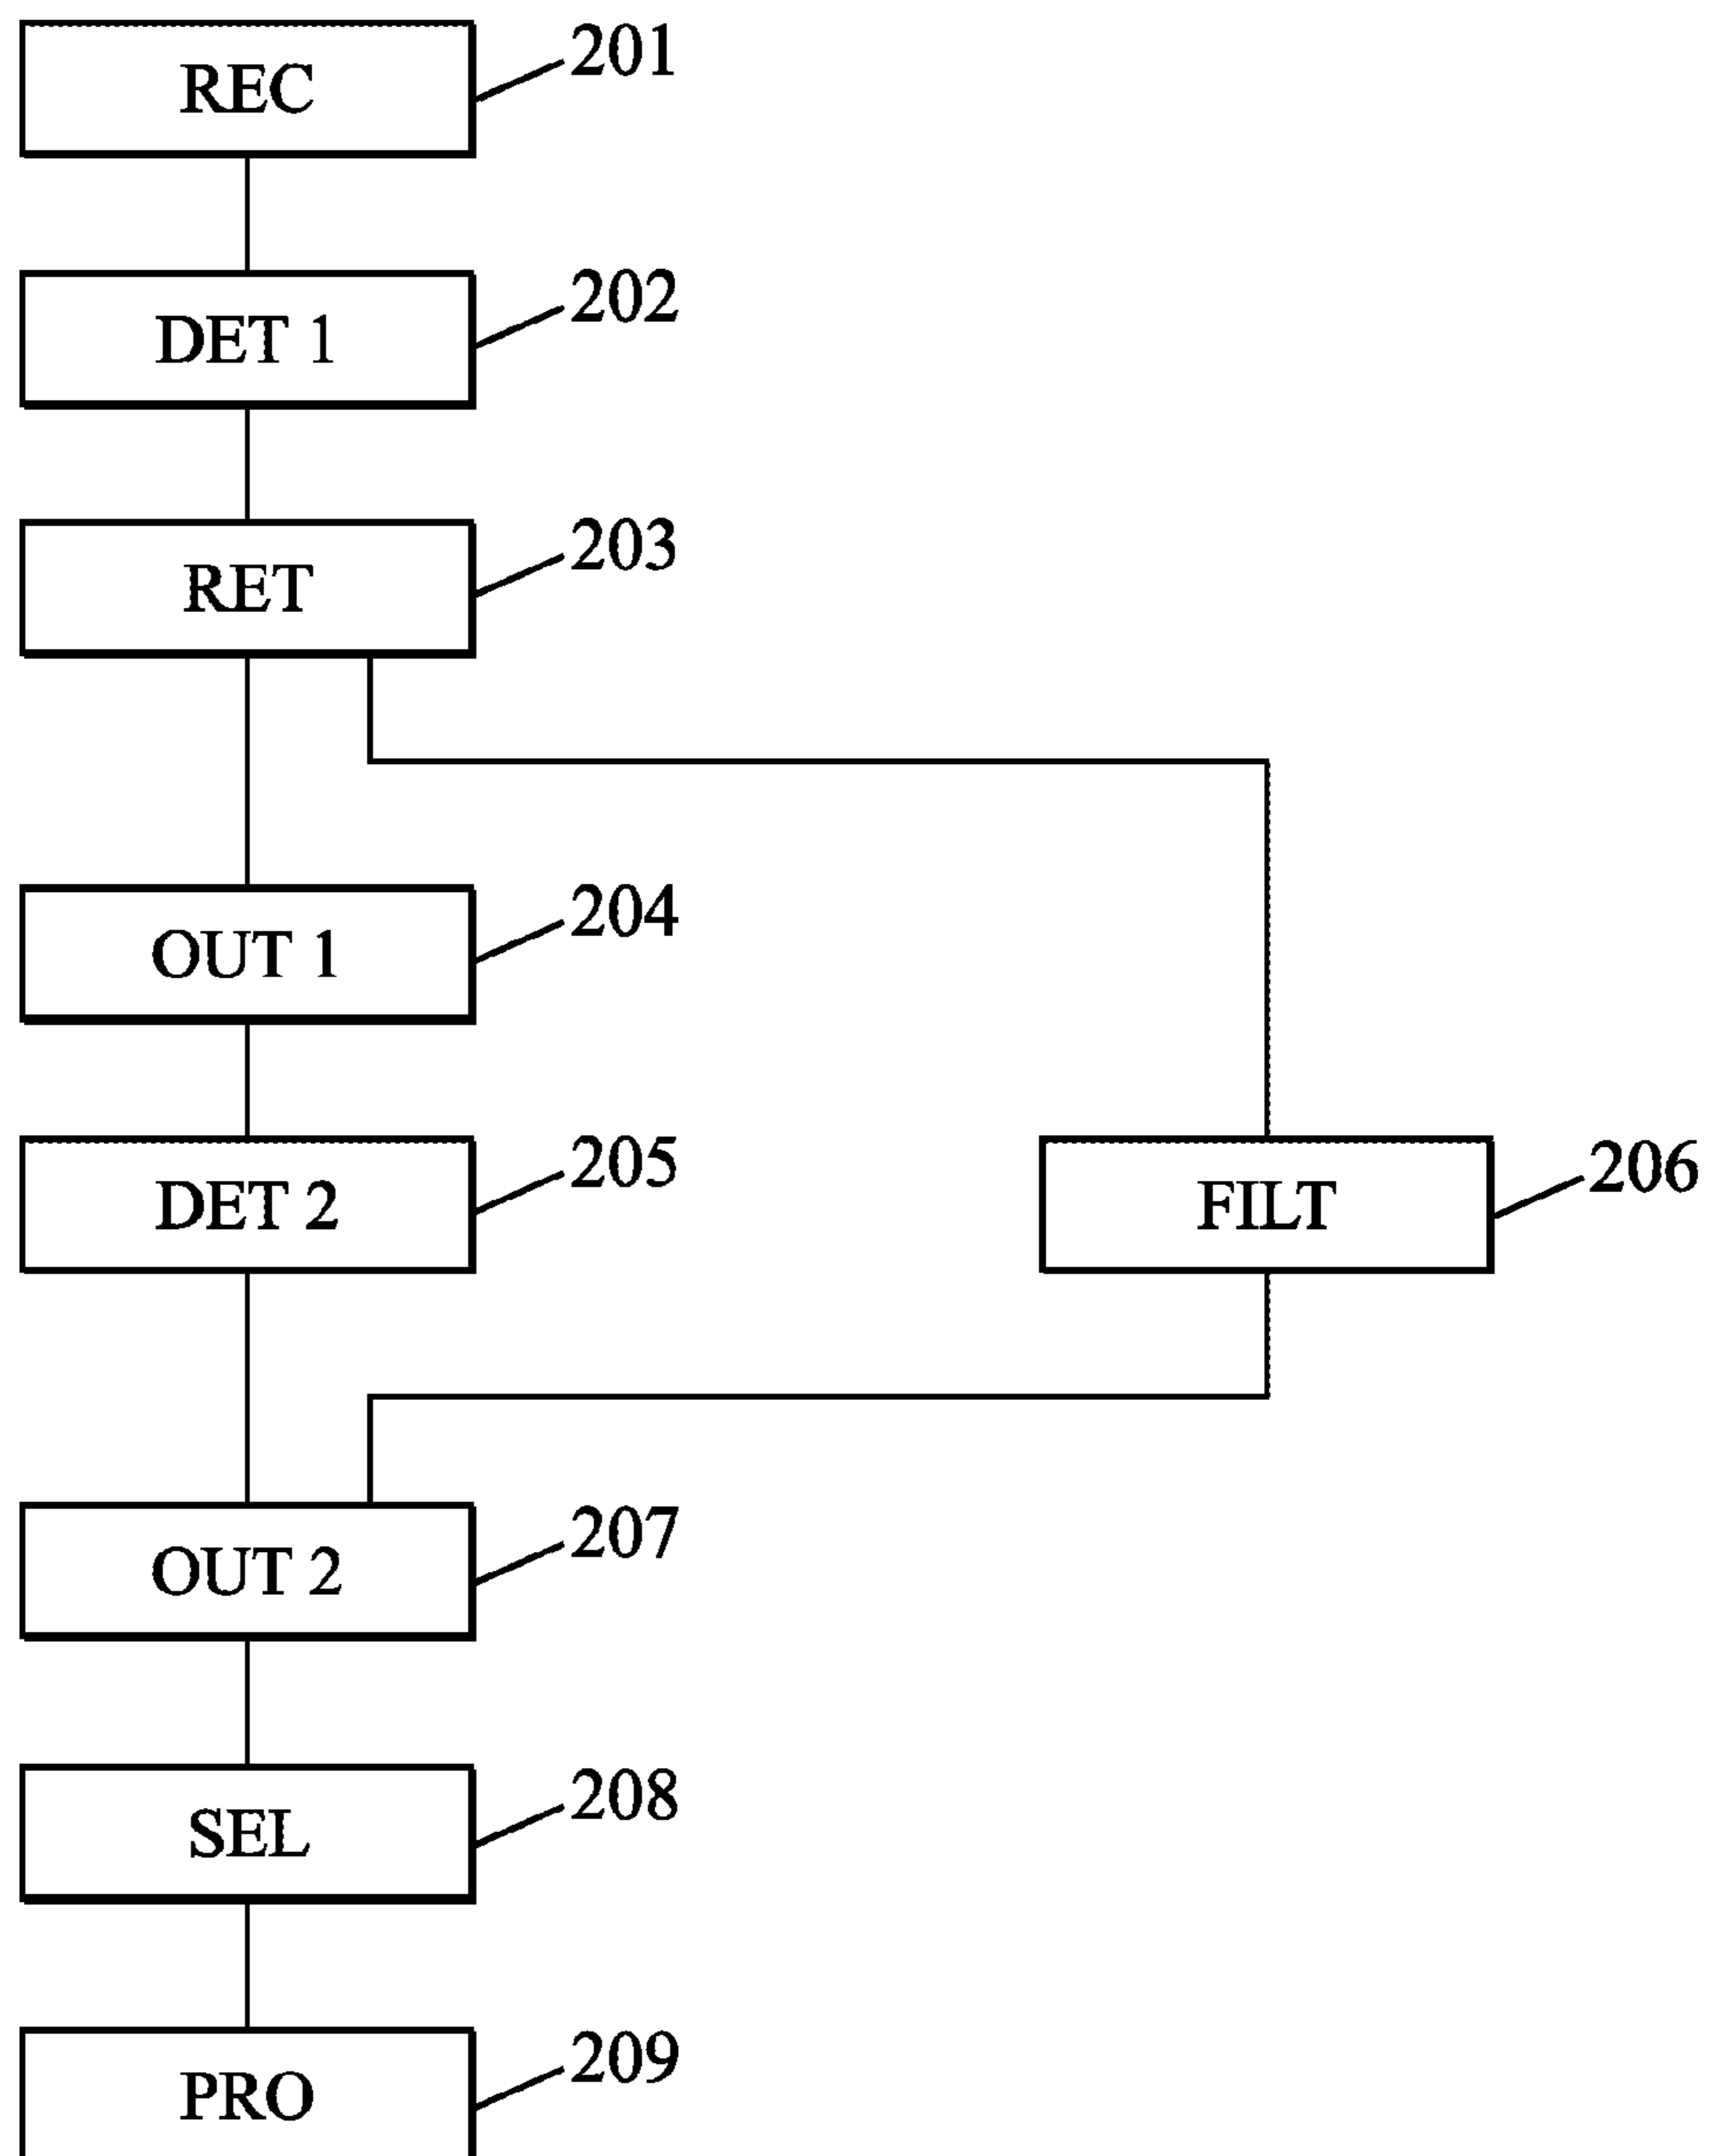 REC
201
DET 1
202
RET
203
OUT 1
204
DET 2
205
FILT
206
OUT 2
207
SEL
208
PRO
209